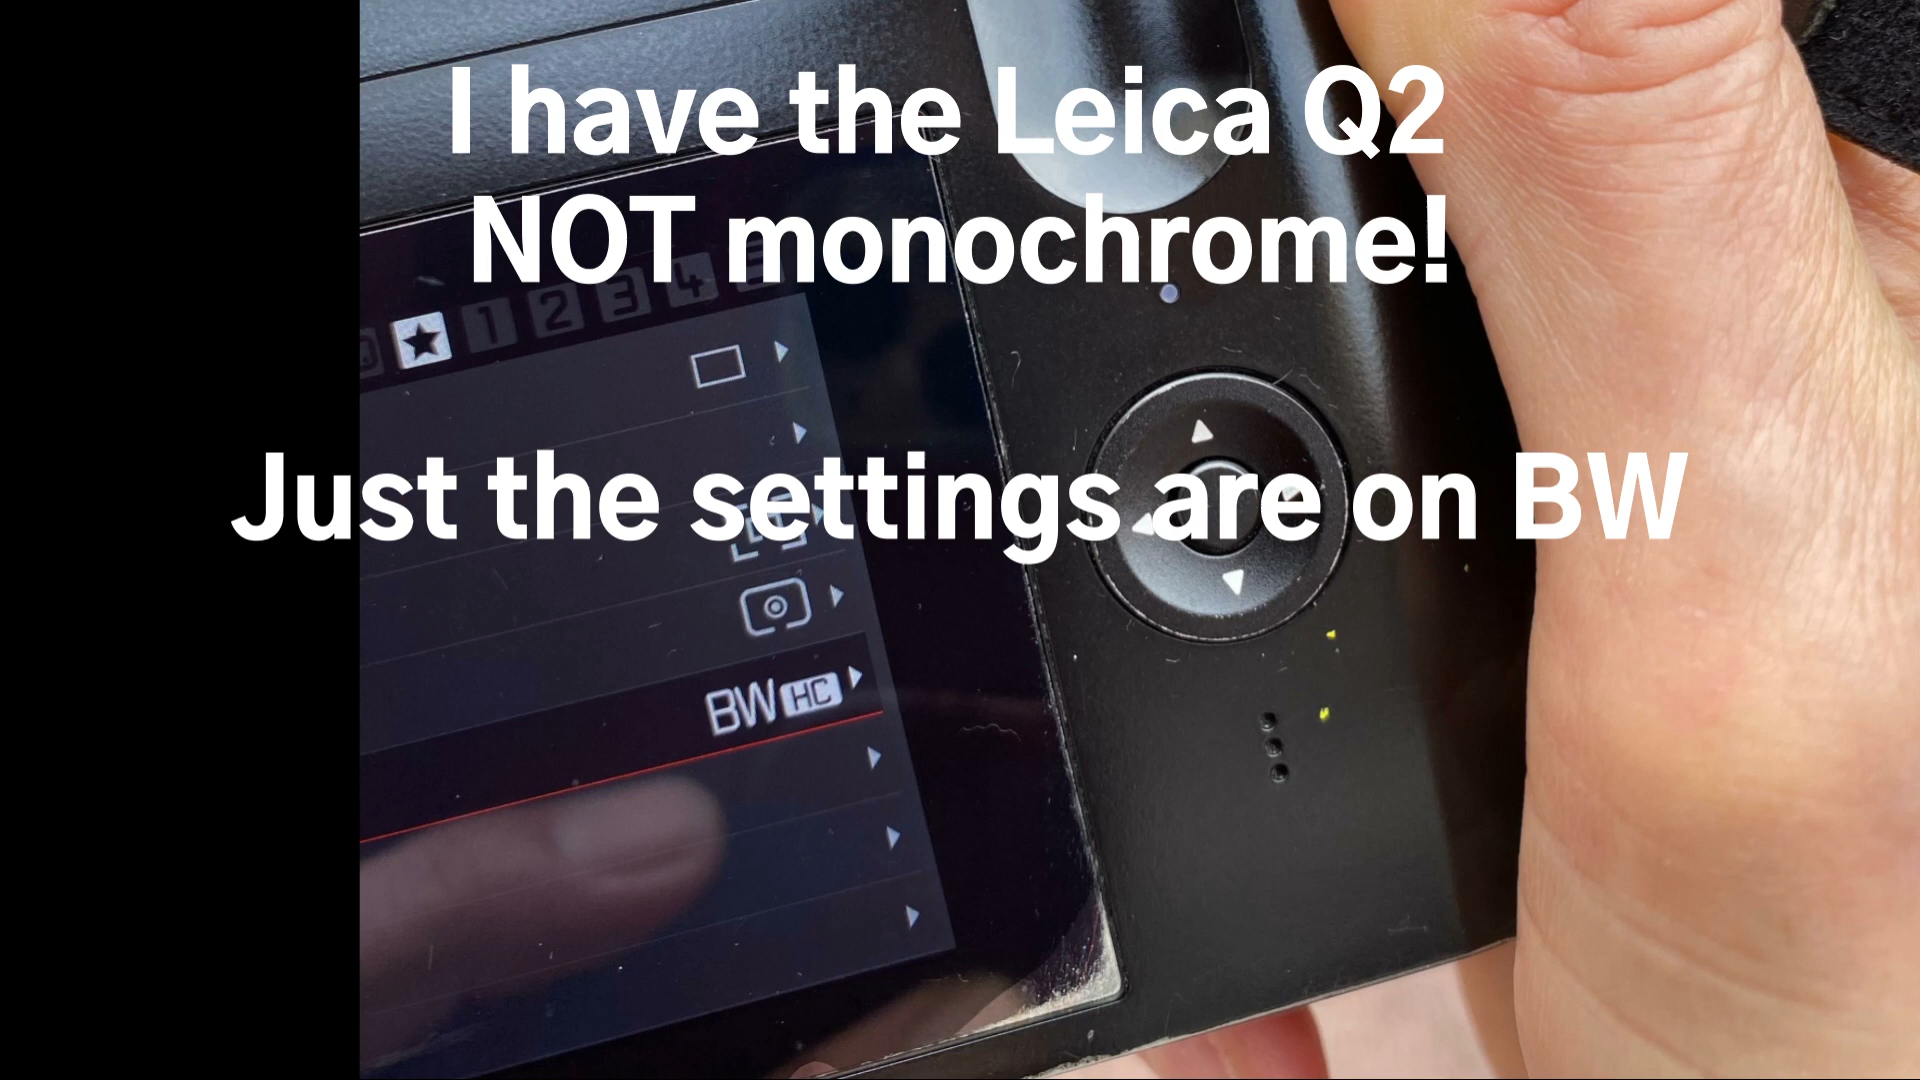 I have the Leica Q2
NOT monochrome!
1 2 3 4
Just the settings are on BW
BW HC